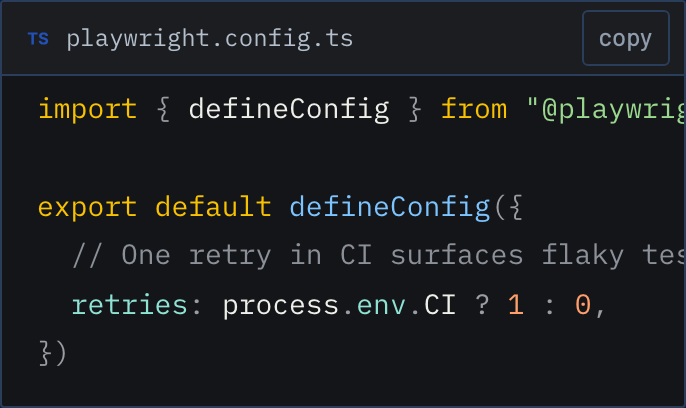 TS playwright.config.ts copy
import { defineConfig } from "@playwrig
export default defineConfig({
// One retry in CI surfaces flaky tes
retries: process.env.CI ? 1 : 0,
})